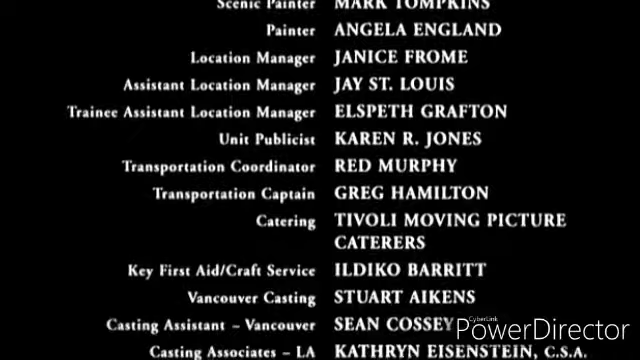 Scenic Painter MARK TOMPKINS
Painter ANGELA ENGLAND
Location Manager JANICE FROME
Assistant Location Manager JAY ST. LOUIS
Trainee Assistant Location Manager ELSPETH GRAFTON
Unit Publicist KAREN R. JONES
Transportation Coordinator RED MURPHY
Transportation Captain GREG HAMILTON
Catering TIVOLI MOVING PICTURE
CATERERS
Key First Aid/Craft Service ILDIKO BARRITT
Vancouver Casting STUART AIKENS
Casting Assistant – Vancouver SEAN COSSEY
CyberLink
PowerDirector
Casting Associates – LA KATHRYN EISENSTEIN, C.S.A.